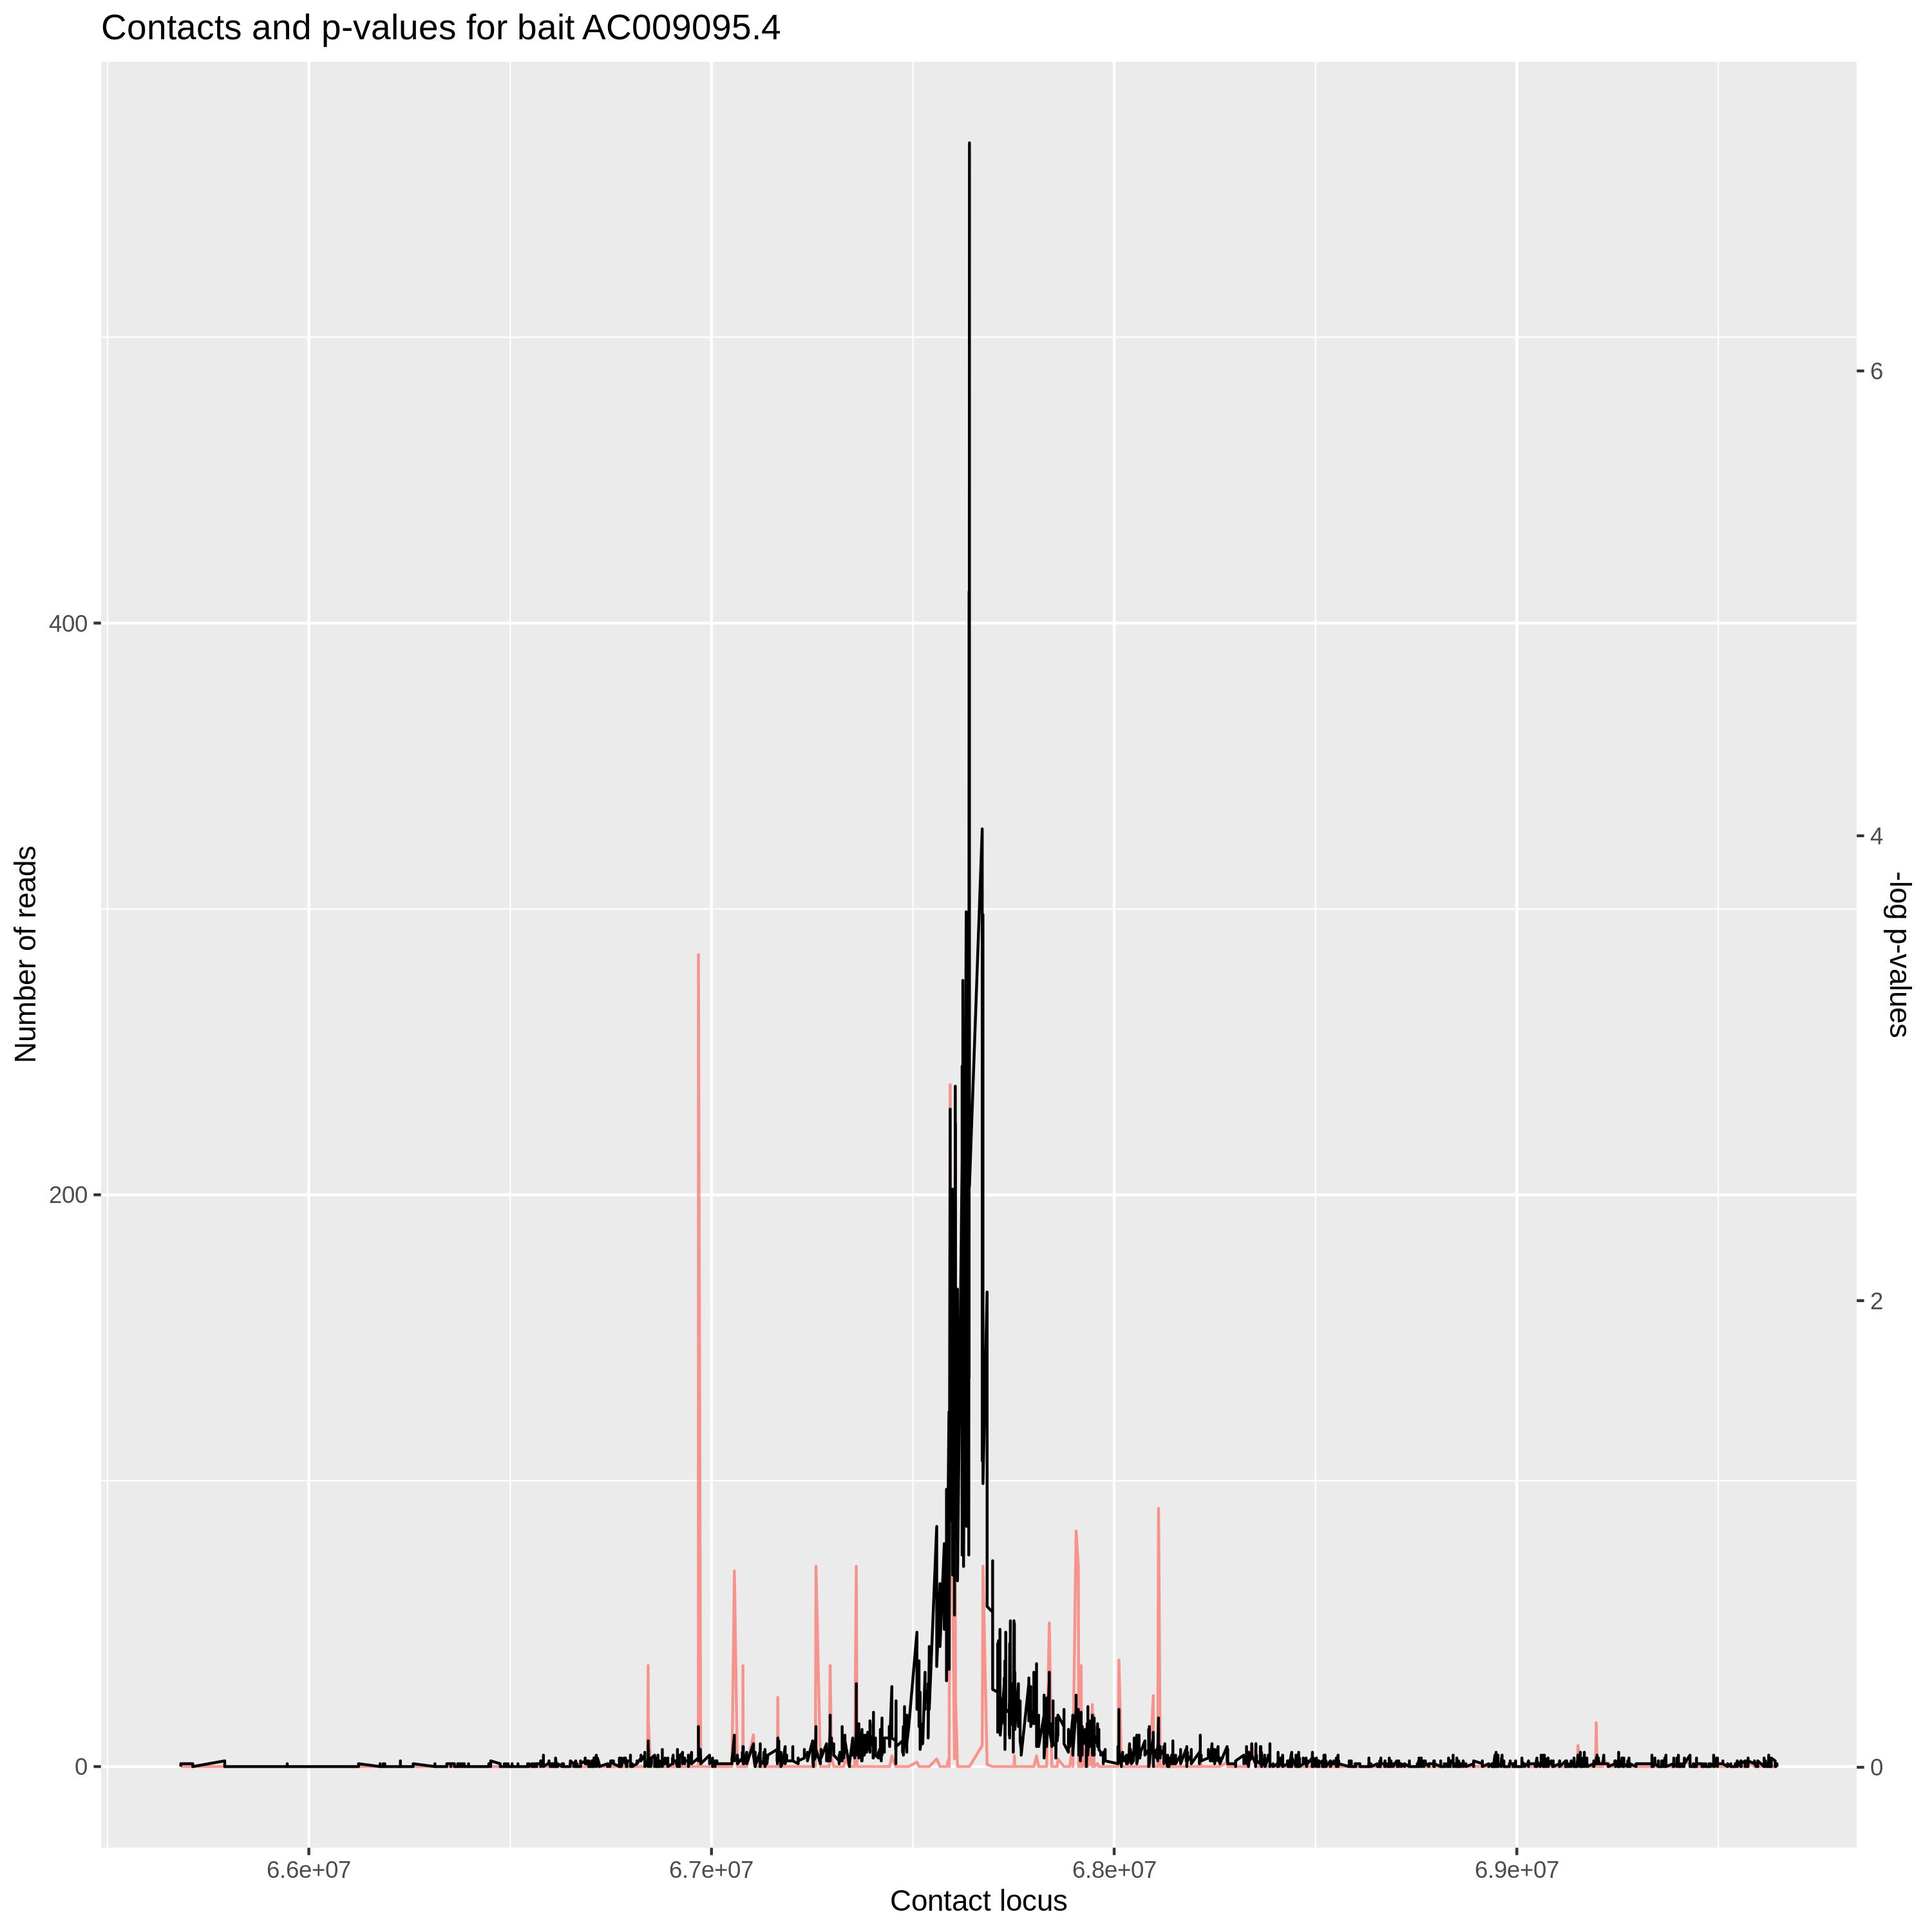 Contacts and p-values for bait AC009095.4
Number of reads
400
200
0
6
4
2
0
-log p-values
6.6e+07 6.7e+07 6.8e+07 6.9e+07
Contact locus